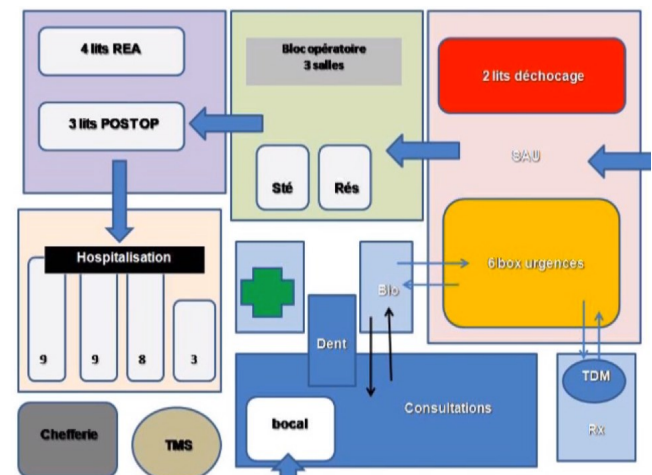 4 lits REA
3 lits POSTOP
Bloc opératoire
3 salles
Sté
Rés
2 lits déchocage
SAU
6 box urgences
Hospitalisation
9
9
8
3
Bio
Dent
TDM
Rx
Consultations
bocal
Chefferie
TMS